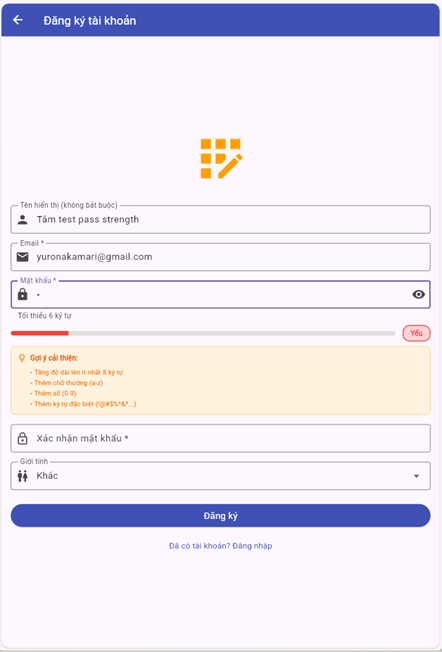 Đăng ký tài khoản
Tên hiển thị (không bắt buộc)
Tâm test pass strength
Email *
yuronakamari@gmail.com
Mật khẩu *
•
Tối thiểu 6 ký tự
Yếu
Gợi ý cải thiện:
• Tăng độ dài lên ít nhất 8 ký tự
• Thêm chữ thường (a-z)
• Thêm số (0-9)
• Thêm ký tự đặc biệt (!@#$%^&*...)
Xác nhận mật khẩu *
Giới tính
Khác
Đăng ký
Đã có tài khoản? Đăng nhập